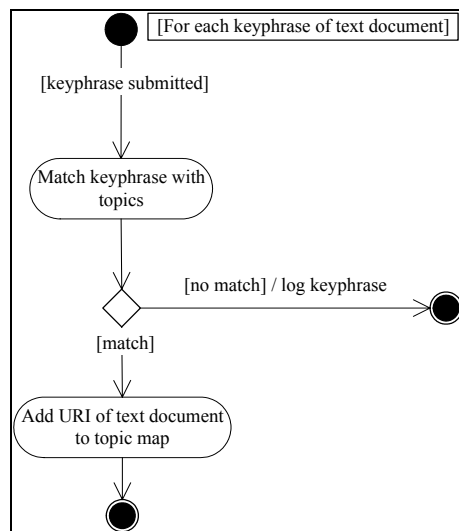 [For each keyphrase of text document]
[keyphrase submitted]
Match keyphrase with
topics
[no match] / log keyphrase
[match]
Add URI of text document
to topic map